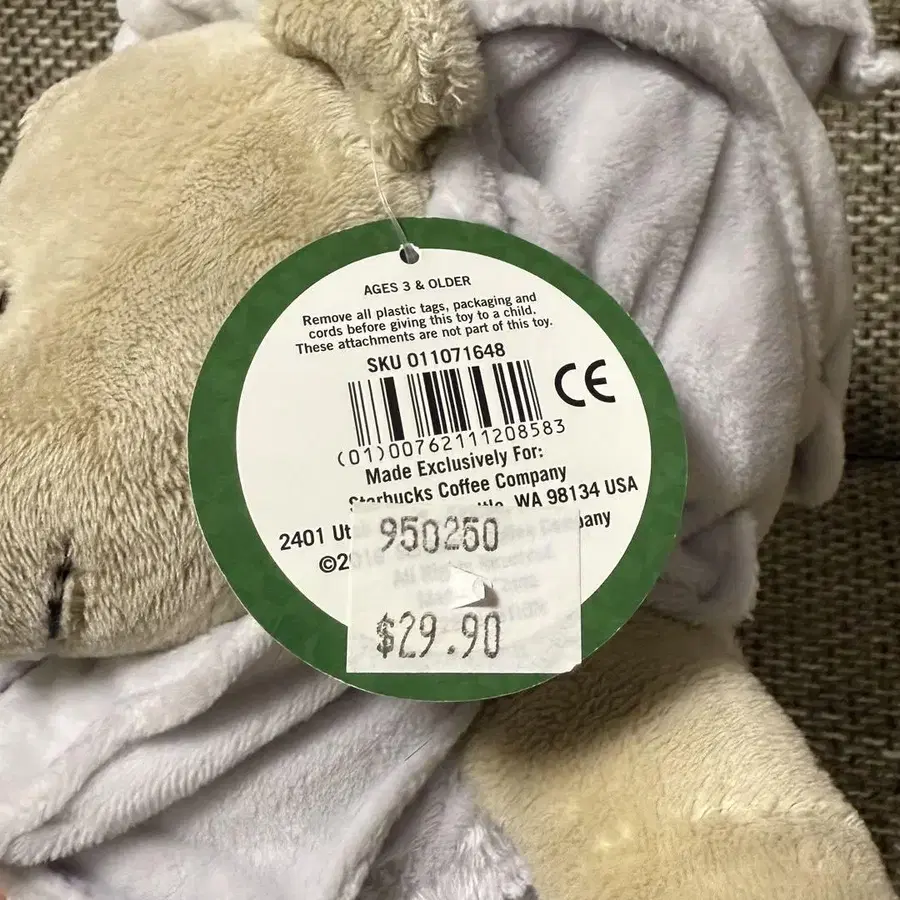 AGES 3 & OLDER
Remove all plastic tags, packaging and
cords before giving this toy to a child.
These attachments are not part of this toy.
SKU 011071648
CE
(01)00762111208583
Made Exclusively For:
Starbucks Coffee Company
2401 WA 98134 USA
950250
$29.90